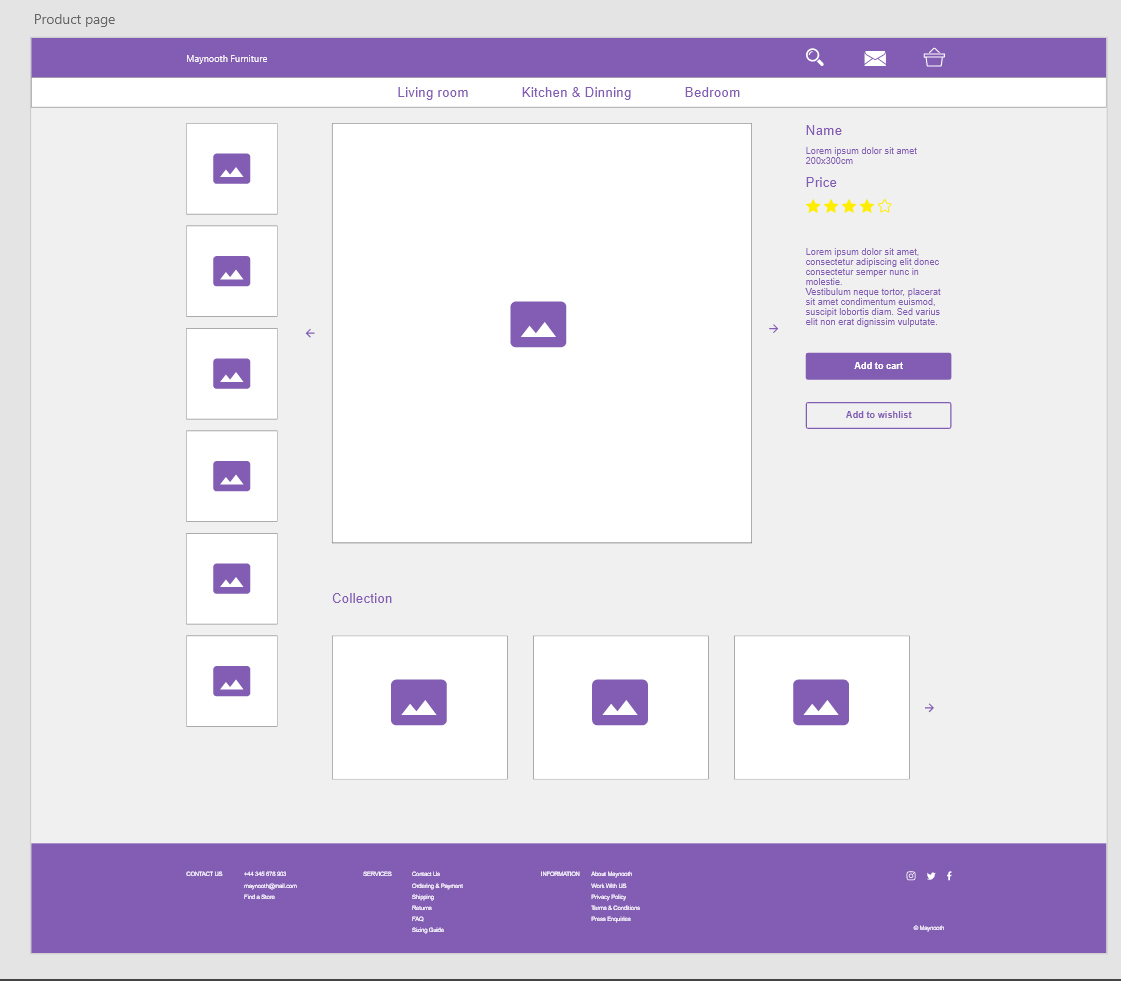 Product page
Maynooth Furniture
Living room
Kitchen & Dinning
Bedroom
Name
Lorem ipsum dolor sit amet
200x300cm
Price
Lorem ipsum dolor sit amet,
consectetur adipiscing elit donec
consectetur semper nunc in
molestie.
Vestibulum neque tortor, placerat
sit amet condimentum euismod,
suscipit lobortis diam. Sed varius
elit non erat dignissim vulputate.
Add to cart
Add to wishlist
Collection
CONTACT US
+44 345 678 903
maynooth@mail.com
Find a Store
SERVICES
Contact Us
Ordering & Payment
Shipping
Returns
FAQ
Sizing Guide
INFORMATION
About Maynooth
Work With US
Privacy Policy
Terms & Conditions
Press Enquiries
© Maynooth